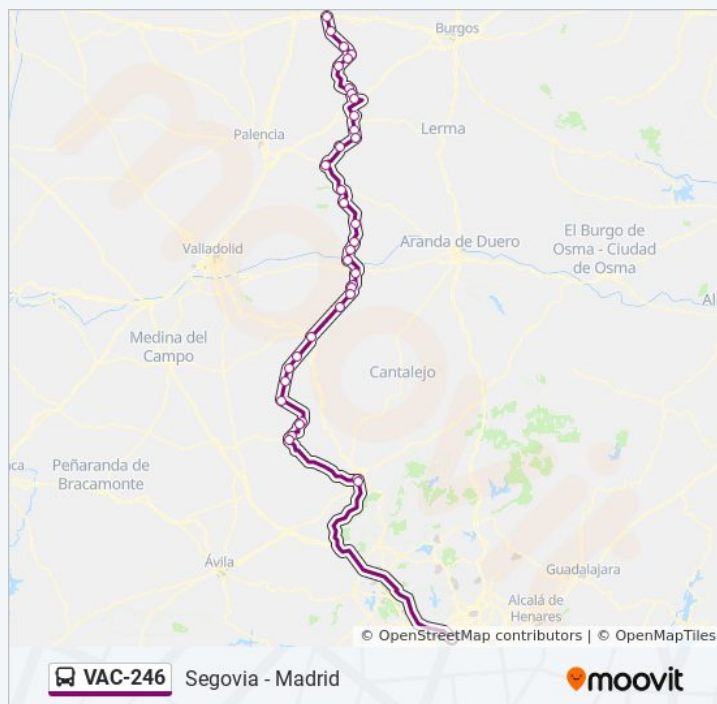 Burgos
Palencia
Lerma
El Burgo de
Osma - Ciudad
de Osma
Valladolid
Aranda de Duero
Al
Medina del
Campo
Cantalejo
Peñaranda de
Bracamonte
Ávila
Guadalajara
Alcalá de
Henares
© OpenStreetMap contributors | © OpenMapTiles
VAC-246 Segovia - Madrid
moovit
moovit